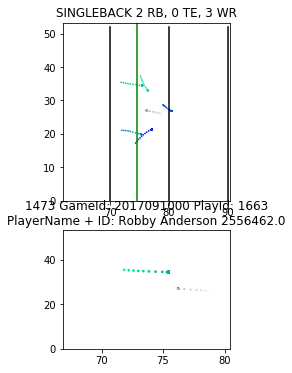 SINGLEBACK 2 RB, 0 TE, 3 WR
50
40
30
20
10
0
70 80 90
1473 GameId: 2017091000 PlayId: 1663
PlayerName + ID: Robby Anderson 2556462.0
40
20
0
70 75 80